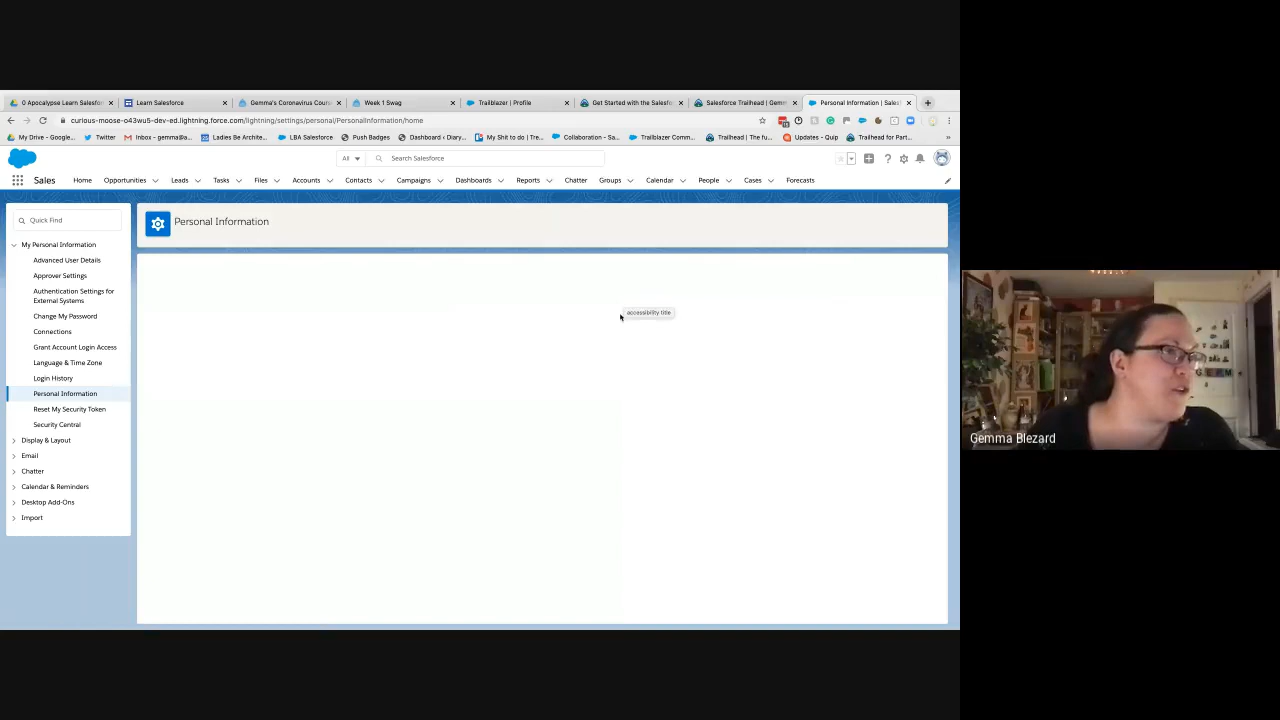 0 Apocalypse Learn Salesfor
Learn Salesforce
Gemma's Coronavirus Cour
Week 1 Swag
Trailblazer | Profile
Get Started with the Salesfo
Salesforce Trailhead | Gemm
Personal Information | Sales
curious-moose-o43wu5-dev-ed.lightning.force.com/lightning/settings/personal/PersonalInformation/home
My Drive - Google...
Twitter
Inbox - gemma@a...
Ladies Be Archite...
LBA Salesforce
Push Badges
Dashboard ‹ Diary...
My Shit to do | Tre...
Collaboration - Sa...
Trailblazer Comm...
Trailhead | The fu...
Updates - Quip
Trailhead for Part...
»
All
Search Salesforce
Sales
Home
Opportunities
Leads
Tasks
Files
Accounts
Contacts
Campaigns
Dashboards
Reports
Chatter
Groups
Calendar
People
Cases
Forecasts
Quick Find
Personal Information
My Personal Information
Advanced User Details
Approver Settings
Authentication Settings for
External Systems
Change My Password
accessibility title
Connections
Grant Account Login Access
Language & Time Zone
Login History
Personal Information
Reset My Security Token
Security Central
Display & Layout
Email
Chatter
Calendar & Reminders
Desktop Add-Ons
Import
Gemma Blezard